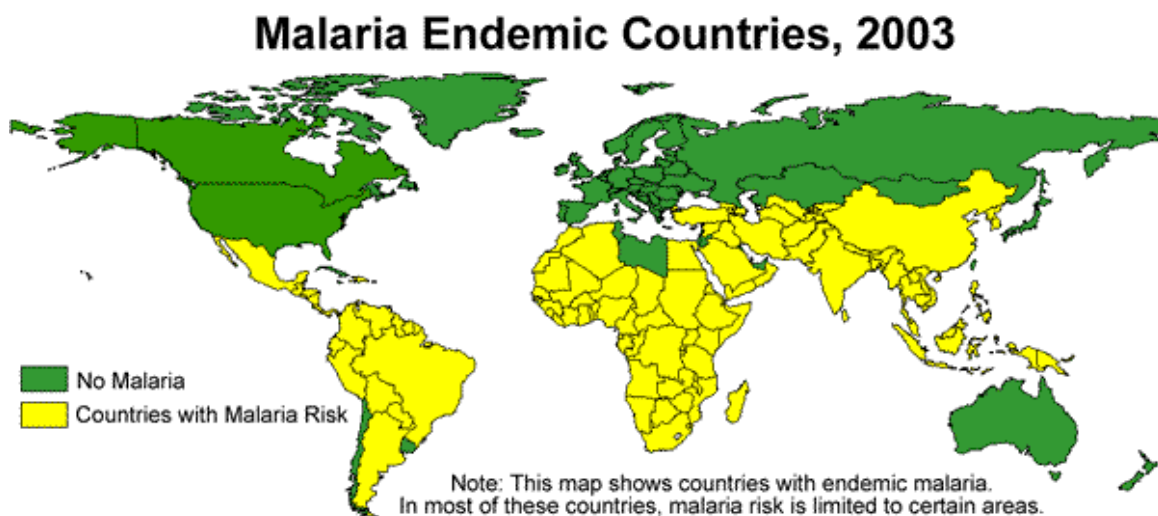 Malaria Endemic Countries, 2003
No Malaria
Countries with Malaria Risk
Note: This map shows countries with endemic malaria.
In most of these countries, malaria risk is limited to certain areas.